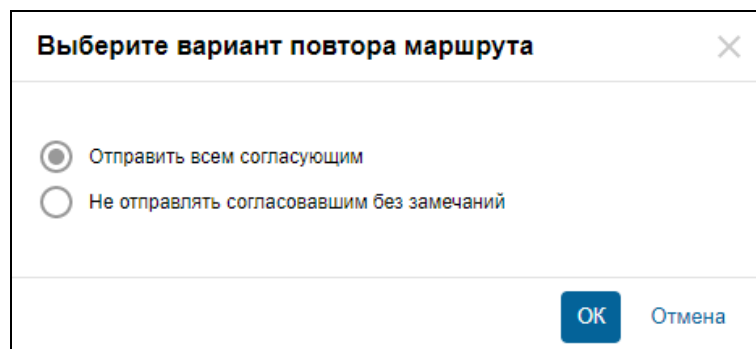 Выберите вариант повтора маршрута
Отправить всем согласующим
Не отправлять согласовавшим без замечаний
ОК Отмена